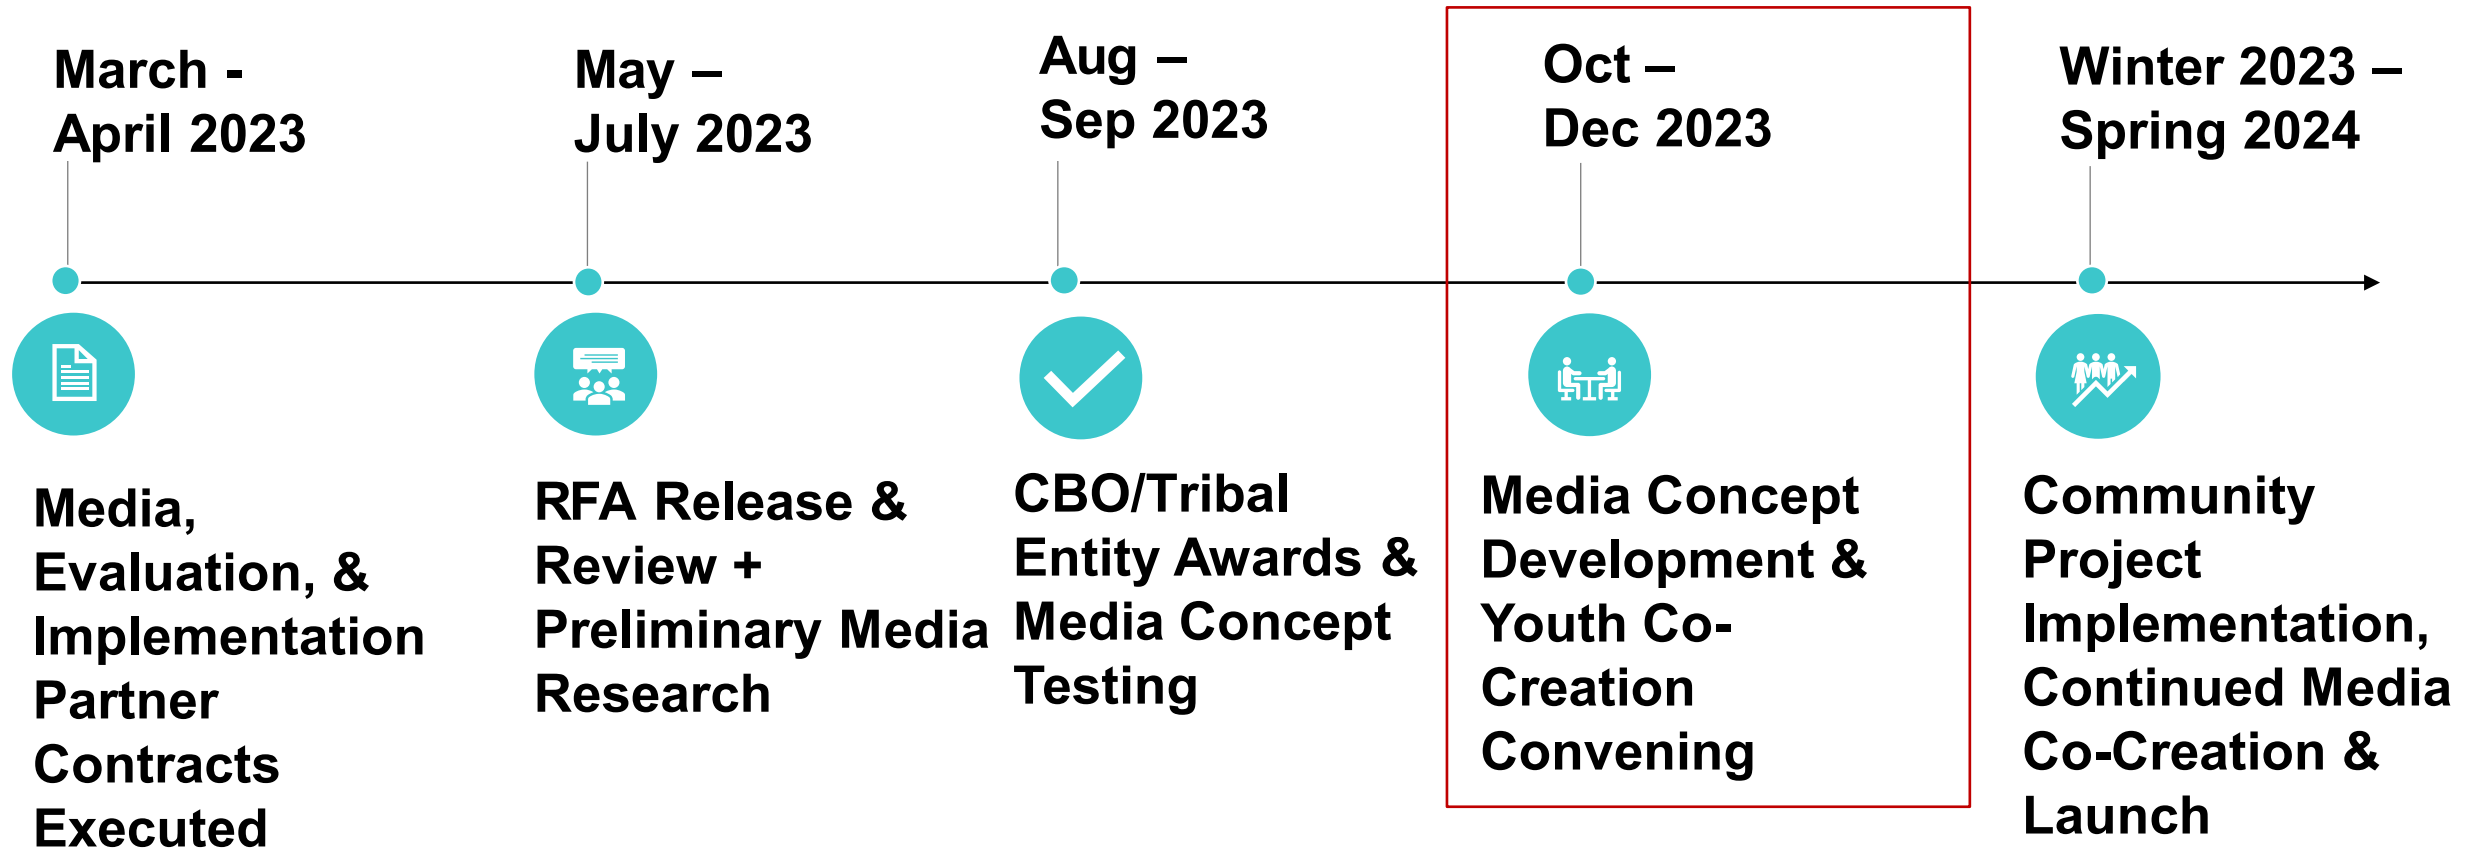 March -
April 2023
Media,
Evaluation, &
Implementation
Partner
Contracts
Executed
May –
July 2023
RFA Release &
Review +
Preliminary Media
Research
Aug –
Sep 2023
CBO/Tribal
Entity Awards &
Media Concept
Testing
Oct –
Dec 2023
Media Concept
Development &
Youth Co-
Creation
Convening
Winter 2023 –
Spring 2024
Community
Project
Implementation,
Continued Media
Co-Creation &
Launch